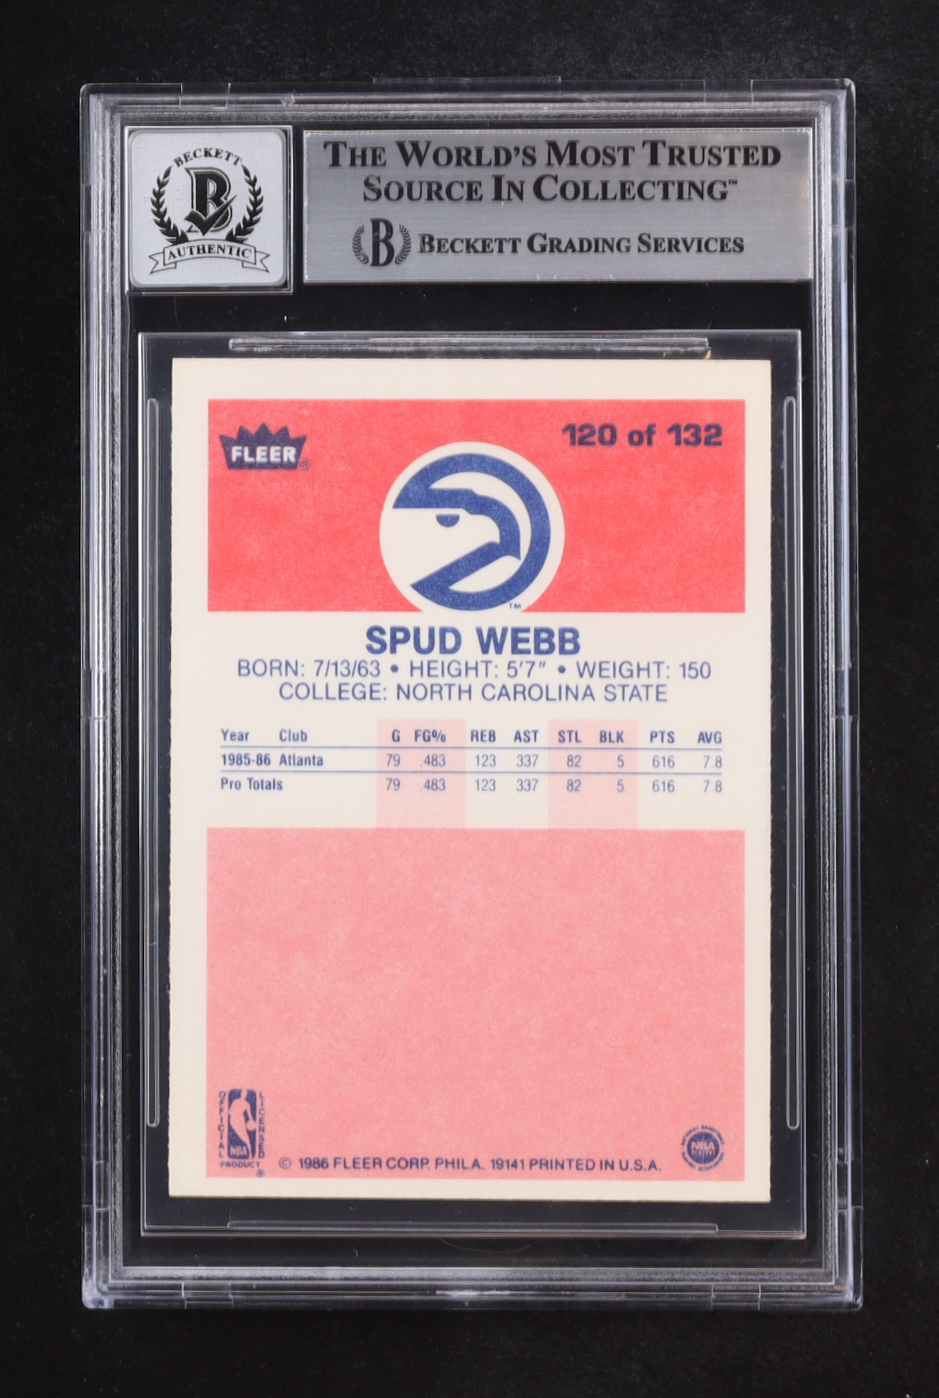 BECKETT
B
AUTHENTIC
THE WORLD'S MOST TRUSTED
SOURCE IN COLLECTING™
B BECKETT GRADING SERVICES
FLEER®
120 of 132
TM
SPUD WEBB
BORN: 7/13/63 • HEIGHT: 5'7" • WEIGHT: 150
COLLEGE: NORTH CAROLINA STATE
Year Club G FG% REB AST STL BLK PTS AVG
1985-86 Atlanta 79 .483 123 337 82 5 616 7.8
Pro Totals 79 .483 123 337 82 5 616 7.8
OFFICIAL LICENSED
NBA
PRODUCT ®
© 1986 FLEER CORP. PHILA. 19141 PRINTED IN U.S.A.
NBA